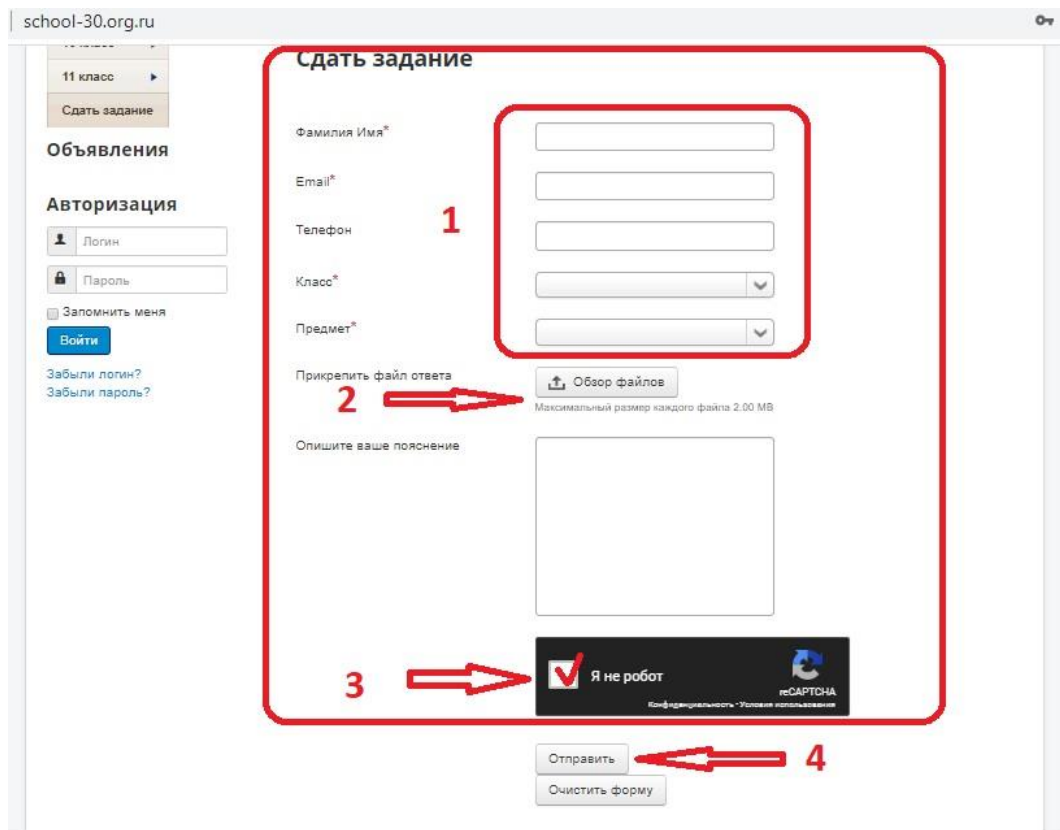 school-30.org.ru
11 класс
Сдать задание
Объявления
Авторизация
Логин
Пароль
Запомнить меня
Войти
Забыли логин?
Забыли пароль?
Сдать задание
Фамилия Имя*
Email*
1
Телефон
Класс*
Предмет*
Прикрепить файл ответа
2
Обзор файлов
Максимальный размер каждого файла 2.00 MB
Опишите ваше пояснение
3
Я не робот
reCAPTCHA
Конфиденциальность - Условия использования
Отправить
4
Очистить форму